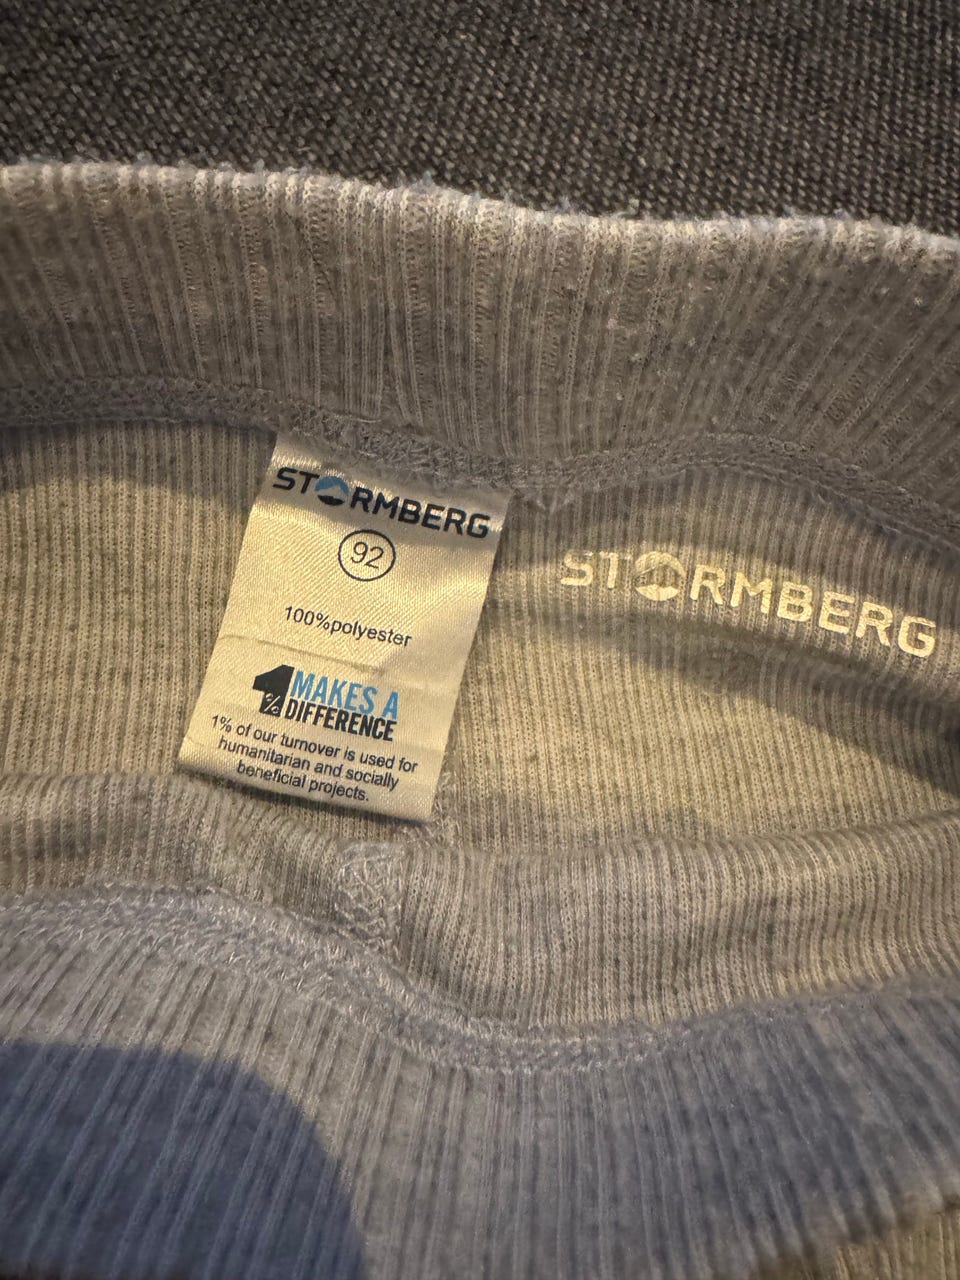 STORMBERG
92
100%polyester
1% MAKES A
DIFFERENCE
1% of our turnover is used for
humanitarian and socially
beneficial projects.
STORMBERG